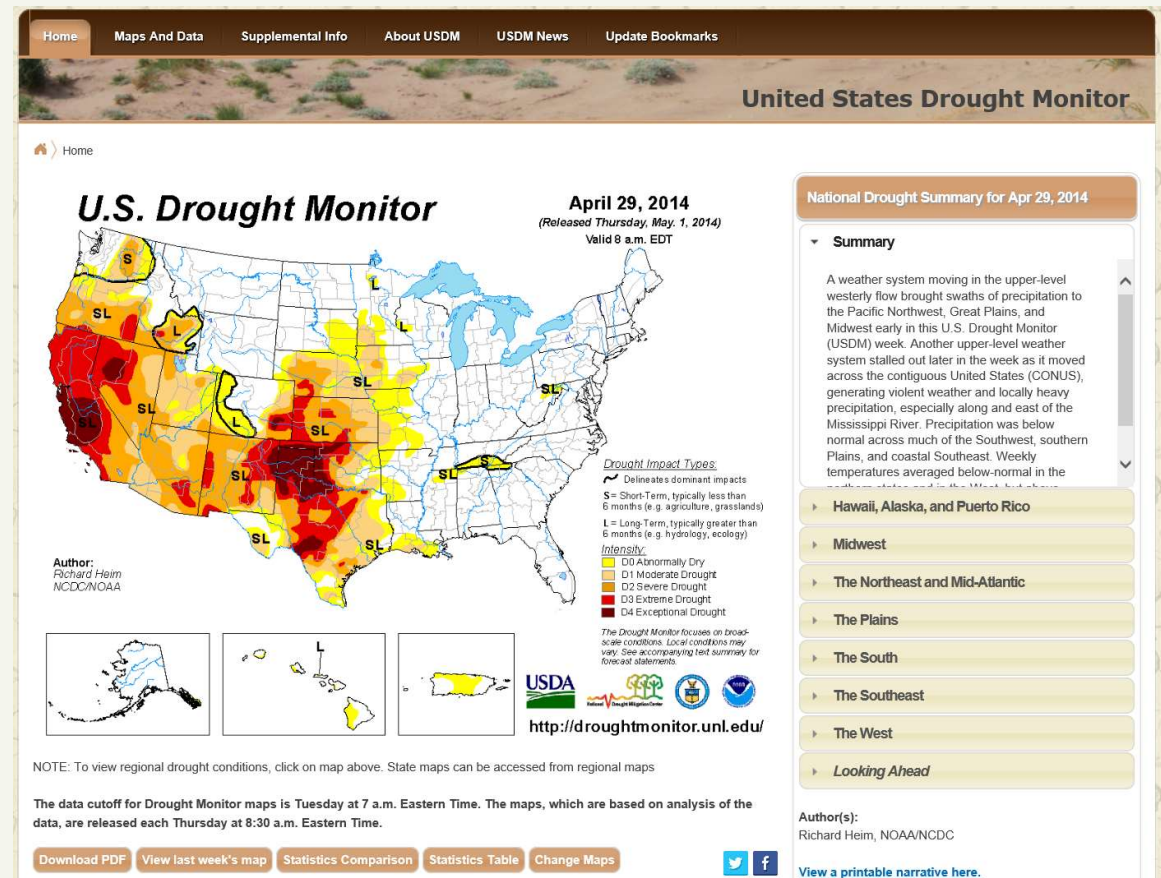 Home
Maps And Data
Supplemental Info
About USDM
USDM News
Update Bookmarks
United States Drought Monitor
Home
U.S. Drought Monitor
April 29, 2014
(Released Thursday, May. 1, 2014)
Valid 8 a.m. EDT
S
L
SL
L
L
SL
SL
SL
L
SL
S
SL
SL
SL
SL
Author:
Richard Heim
NCDC/NOAA
Drought Impact Types:
Delineates dominant impacts
S = Short-Term, typically less than
6 months (e.g. agriculture, grasslands)
L = Long-Term, typically greater than
6 months (e.g. hydrology, ecology)
Intensity:
D0 Abnormally Dry
D1 Moderate Drought
D2 Severe Drought
D3 Extreme Drought
D4 Exceptional Drought
The Drought Monitor focuses on broad-
scale conditions. Local conditions may
vary. See accompanying text summary for
forecast statements.
L
USDA
National Drought Mitigation Center
http://droughtmonitor.unl.edu/
NOTE: To view regional drought conditions, click on map above. State maps can be accessed from regional maps
The data cutoff for Drought Monitor maps is Tuesday at 7 a.m. Eastern Time. The maps, which are based on analysis of the
data, are released each Thursday at 8:30 a.m. Eastern Time.
Download PDF
View last week's map
Statistics Comparison
Statistics Table
Change Maps
National Drought Summary for Apr 29, 2014
Summary
A weather system moving in the upper-level
westerly flow brought swaths of precipitation to
the Pacific Northwest, Great Plains, and
Midwest early in this U.S. Drought Monitor
(USDM) week. Another upper-level weather
system stalled out later in the week as it moved
across the contiguous United States (CONUS),
generating violent weather and locally heavy
precipitation, especially along and east of the
Mississippi River. Precipitation was below
normal across much of the Southwest, southern
Plains, and coastal Southeast. Weekly
temperatures averaged below-normal in the
northern states and in the West, but above
Hawaii, Alaska, and Puerto Rico
Midwest
The Northeast and Mid-Atlantic
The Plains
The South
The Southeast
The West
Looking Ahead
Author(s):
Richard Heim, NOAA/NCDC
View a printable narrative here.